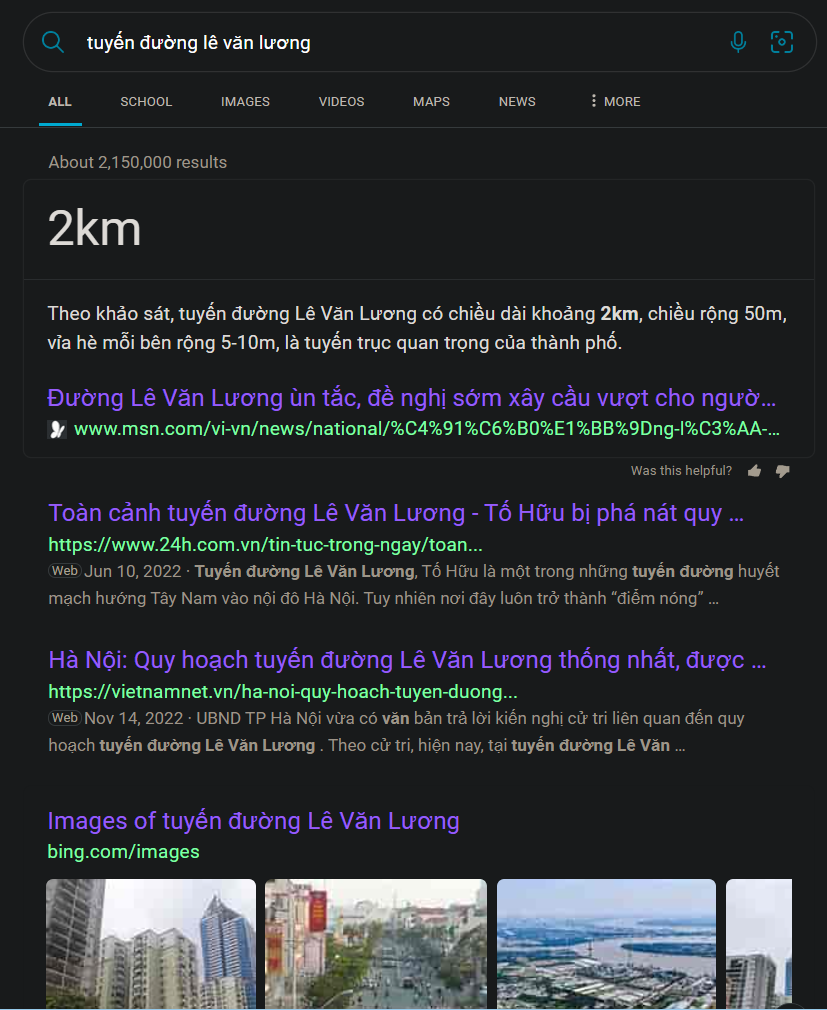 tuyến đường lê văn lương
ALL SCHOOL IMAGES VIDEOS MAPS NEWS MORE
About 2,150,000 results
2km
Theo khảo sát, tuyến đường Lê Văn Lương có chiều dài khoảng 2km, chiều rộng 50m,
vỉa hè mỗi bên rộng 5-10m, là tuyến trục quan trọng của thành phố.
Đường Lê Văn Lương ùn tắc, đề nghị sớm xây cầu vượt cho ngườ...
www.msn.com/vi-vn/news/national/%C4%91%C6%B0%E1%BB%9Dng-l%C3%AA-...
Was this helpful?
Toàn cảnh tuyến đường Lê Văn Lương - Tố Hữu bị phá nát quy ...
https://www.24h.com.vn/tin-tuc-trong-ngay/toan...
Web Jun 10, 2022 · Tuyến đường Lê Văn Lương, Tố Hữu là một trong những tuyến đường huyết
mạch hướng Tây Nam vào nội đô Hà Nội. Tuy nhiên nơi đây luôn trở thành “điểm nóng” ...
Hà Nội: Quy hoạch tuyến đường Lê Văn Lương thống nhất, được ...
https://vietnamnet.vn/ha-noi-quy-hoach-tuyen-duong...
Web Nov 14, 2022 · UBND TP Hà Nội vừa có văn bản trả lời kiến nghị cử tri liên quan đến quy
hoạch tuyến đường Lê Văn Lương . Theo cử tri, hiện nay, tại tuyến đường Lê Văn ...
Images of tuyến đường Lê Văn Lương
bing.com/images